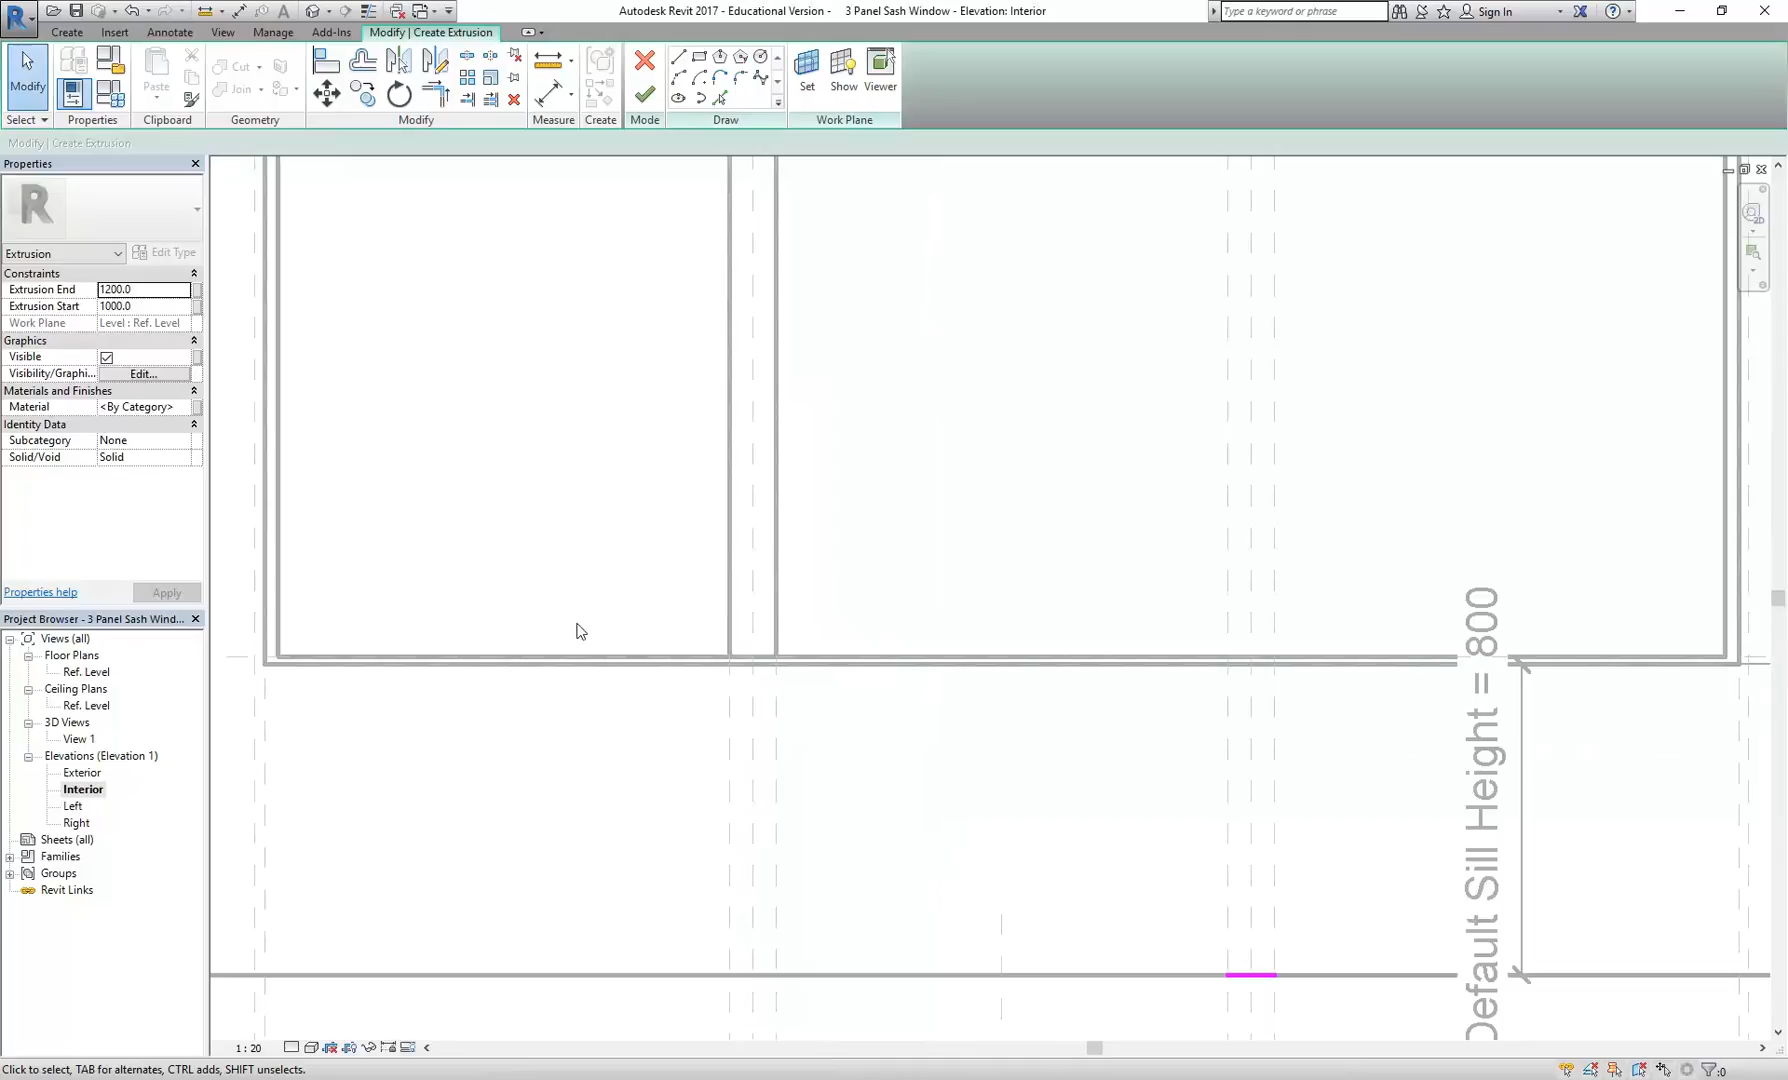 Autodesk Revit 2017 - Educational Version - 3 Panel Sash Window - Elevation: Interior
Type a keyword or phrase
Sign In
Create Insert Annotate View Manage Add-Ins Modify | Create Extrusion
Modify
Paste
Cut
Join
Set Show Viewer
Select Properties Clipboard Geometry Modify Measure Create Mode Draw Work Plane
Modify | Create Extrusion
Properties
Extrusion Edit Type
Constraints
Extrusion End 1200.0
Extrusion Start 1000.0
Work Plane Level : Ref. Level
Graphics
Visible
Visibility/Graphi... Edit...
Materials and Finishes
Material <By Category>
Identity Data
Subcategory None
Solid/Void Solid
Properties help Apply
Project Browser - 3 Panel Sash Wind...
Views (all)
Floor Plans
Ref. Level
Ceiling Plans
Ref. Level
3D Views
View 1
Elevations (Elevation 1)
Exterior
Interior
Left
Right
Sheets (all)
Families
Groups
Revit Links
Default Sill Height = 800
1 : 20
Click to select, TAB for alternates, CTRL adds, SHIFT unselects.
:0